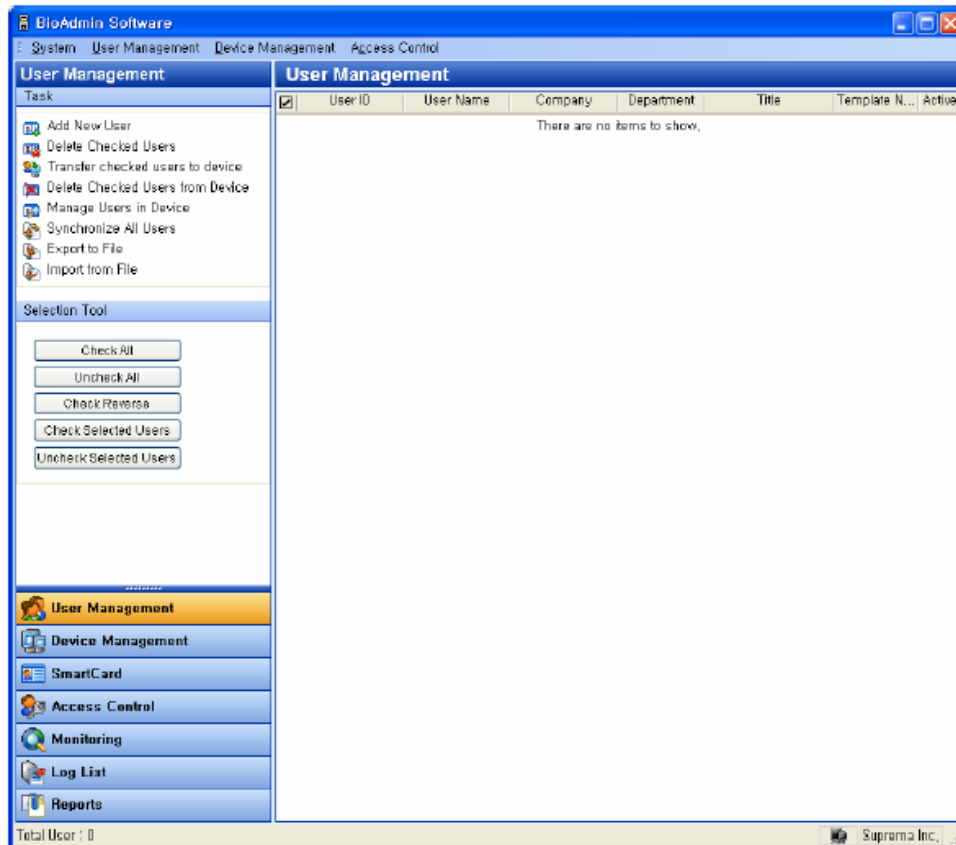 BioAdmin Software
System User Management Device Management Access Control
User Management
Task
Add New User
Delete Checked Users
Transfer checked users to device
Delete Checked Users from Device
Manage Users in Device
Synchronize All Users
Export to File
Import from File
Selection Tool
Check All
Uncheck All
Check Reverse
Check Selected Users
Uncheck Selected Users
User Management
Device Management
SmartCard
Access Control
Monitoring
Log List
Reports
User Management
User ID User Name Company Department Title Template N... Active
There are no items to show,
Total User : 0
Suprema Inc,